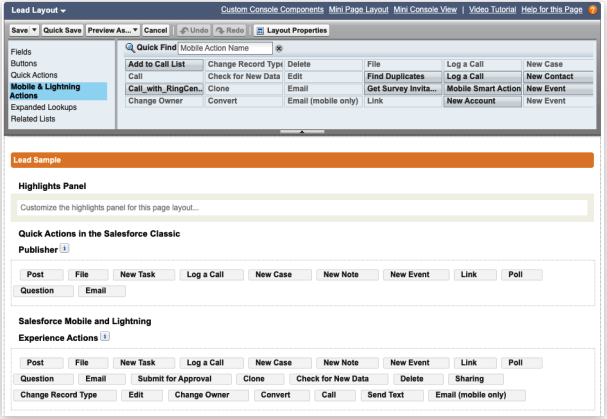 Lead Layout
Custom Console Components Mini Page Layout Mini Console View | Video Tutorial Help for this Page
Save Quick Save Preview As... Cancel Undo Redo Layout Properties
Fields
Buttons
Quick Actions
Mobile & Lightning Actions
Expanded Lookups
Related Lists
Quick Find Mobile Action Name
Add to Call List Change Record Type Delete File Log a Call New Case
Call Check for New Data Edit Find Duplicates Log a Call New Contact
Call_with_RingCen... Clone Email Get Survey Invita... Mobile Smart Action New Event
Change Owner Convert Email (mobile only) Link New Account New Event
Lead Sample
Highlights Panel
Customize the highlights panel for this page layout...
Quick Actions in the Salesforce Classic
Publisher i
Post File New Task Log a Call New Case New Note New Event Link Poll
Question Email
Salesforce Mobile and Lightning
Experience Actions i
Post File New Task Log a Call New Case New Note New Event Link Poll
Question Email Submit for Approval Clone Check for New Data Delete Sharing
Change Record Type Edit Change Owner Convert Call Send Text Email (mobile only)